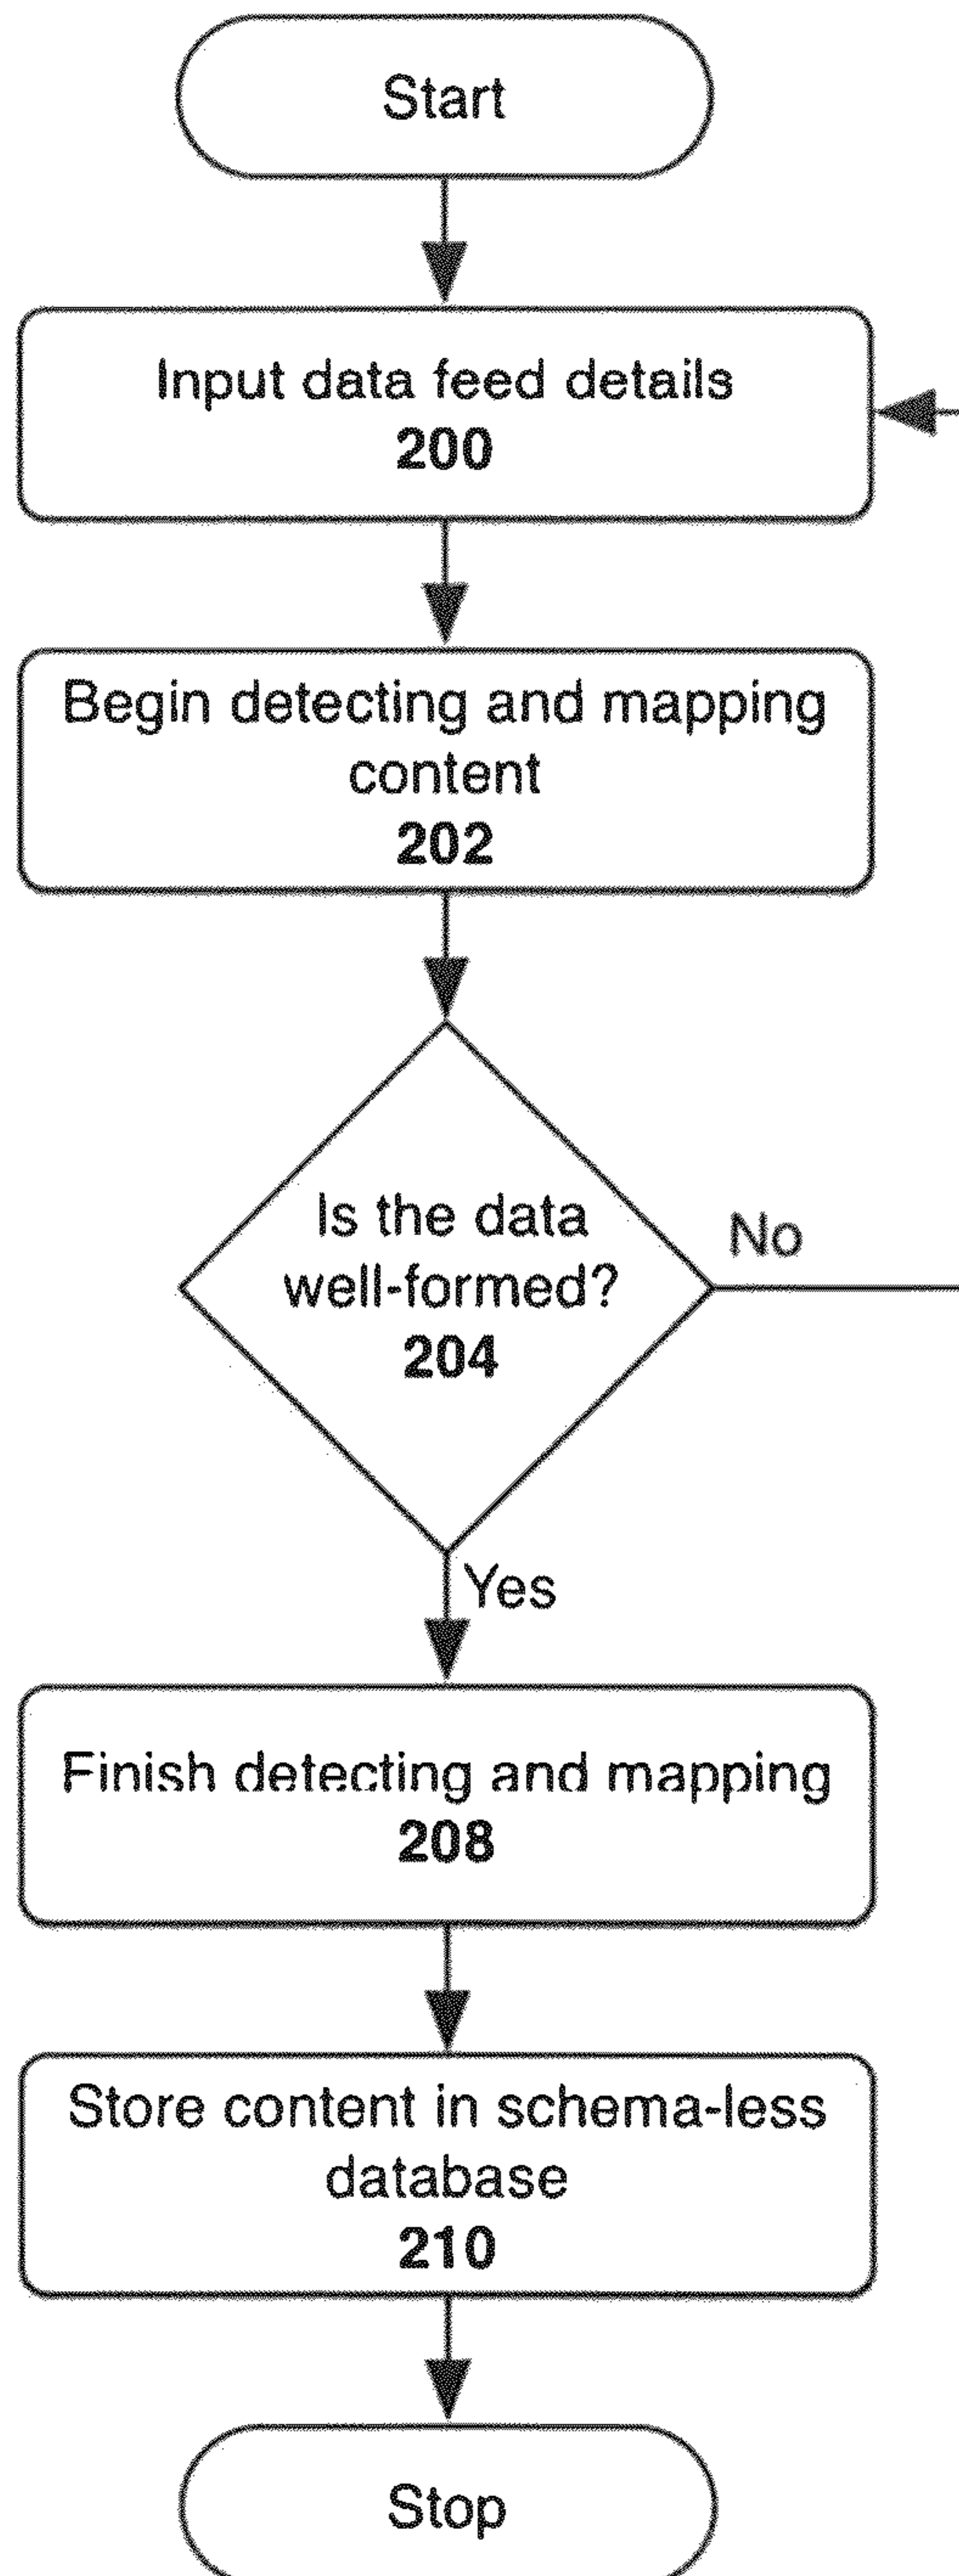 Start
Input data feed details
200
Begin detecting and mapping
content
202
Is the data
well-formed?
204
No
Yes
Finish detecting and mapping
208
Store content in schema-less
database
210
Stop